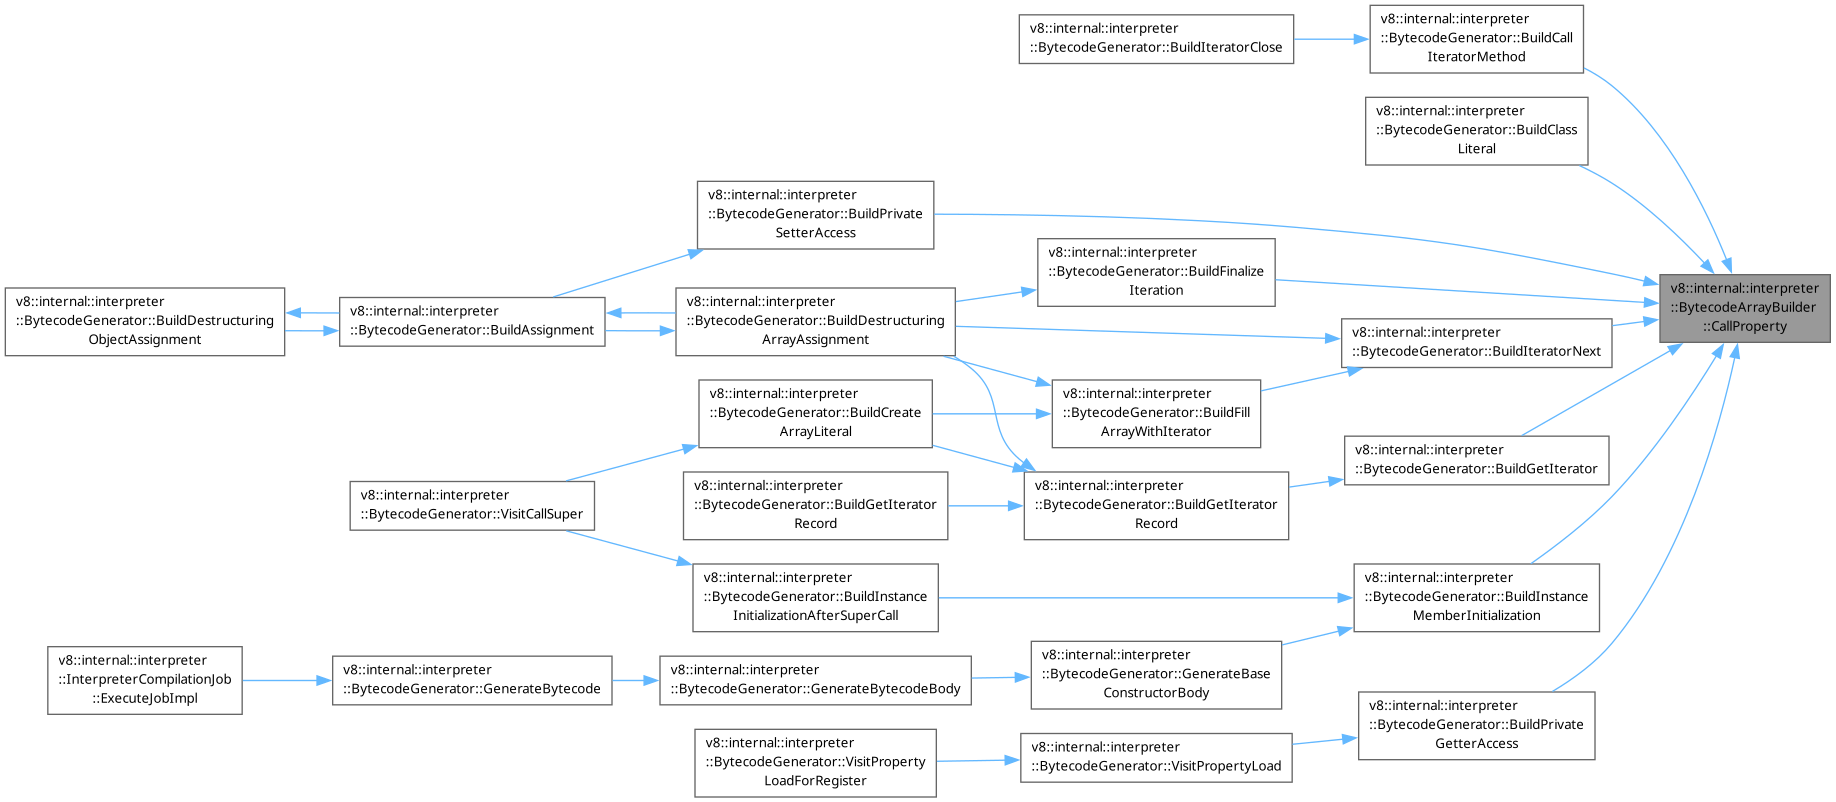 v8::internal::interpreter
::BytecodeGenerator::BuildIteratorClose
v8::internal::interpreter
::BytecodeGenerator::BuildCall
IteratorMethod
v8::internal::interpreter
::BytecodeGenerator::BuildClass
Literal
v8::internal::interpreter
::BytecodeGenerator::BuildPrivate
SetterAccess
v8::internal::interpreter
::BytecodeGenerator::BuildFinalize
Iteration
v8::internal::interpreter
::BytecodeArrayBuilder
::CallProperty
v8::internal::interpreter
::BytecodeGenerator::BuildDestructuring
ObjectAssignment
v8::internal::interpreter
::BytecodeGenerator::BuildAssignment
v8::internal::interpreter
::BytecodeGenerator::BuildDestructuring
ArrayAssignment
v8::internal::interpreter
::BytecodeGenerator::BuildIteratorNext
v8::internal::interpreter
::BytecodeGenerator::BuildCreate
ArrayLiteral
v8::internal::interpreter
::BytecodeGenerator::BuildFill
ArrayWithIterator
v8::internal::interpreter
::BytecodeGenerator::BuildGetIterator
v8::internal::interpreter
::BytecodeGenerator::VisitCallSuper
v8::internal::interpreter
::BytecodeGenerator::BuildGetIterator
Record
v8::internal::interpreter
::BytecodeGenerator::BuildGetIterator
Record
v8::internal::interpreter
::BytecodeGenerator::BuildInstance
InitializationAfterSuperCall
v8::internal::interpreter
::BytecodeGenerator::BuildInstance
MemberInitialization
v8::internal::interpreter
::InterpreterCompilationJob
::ExecuteJobImpl
v8::internal::interpreter
::BytecodeGenerator::GenerateBytecode
v8::internal::interpreter
::BytecodeGenerator::GenerateBytecodeBody
v8::internal::interpreter
::BytecodeGenerator::GenerateBase
ConstructorBody
v8::internal::interpreter
::BytecodeGenerator::BuildPrivate
GetterAccess
v8::internal::interpreter
::BytecodeGenerator::VisitProperty
LoadForRegister
v8::internal::interpreter
::BytecodeGenerator::VisitPropertyLoad